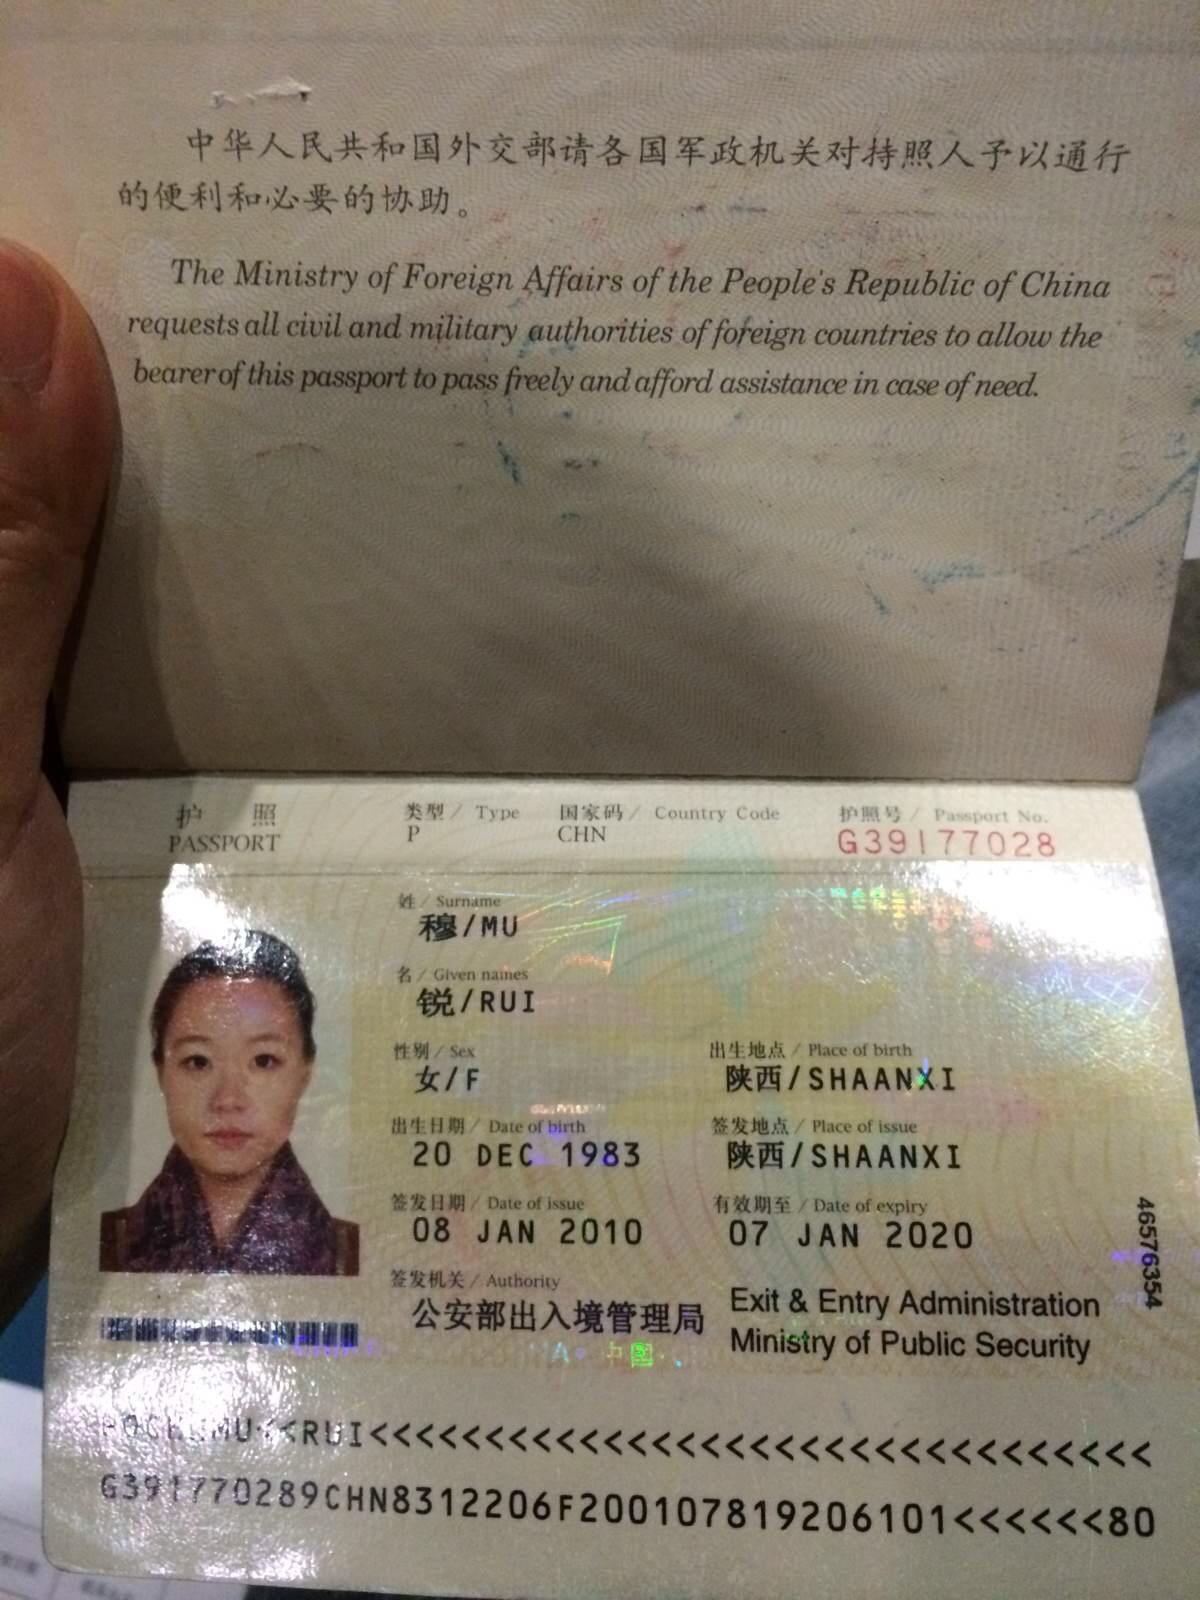 中华人民共和国外交部请各国军政机关对持照人予以通行
的便利和必要的协助。
The Ministry of Foreign Affairs of the People's Republic of China
requests all civil and military authorities of foreign countries to allow the
bearer of this passport to pass freely and afford assistance in case of need.
护 照 类型 / Type 国家码 / Country Code 护照号 / Passport No.
PASSPORT P CHN G39177028
姓 / Surname
穆/MU
名 / Given names
锐/RUI
性别 / Sex 出生地点 / Place of birth
女/F 陕西/SHAANXI
出生日期 / Date of birth 签发地点 / Place of issue
20 DEC 1983 陕西/SHAANXI
签发日期 / Date of issue 有效期至 / Date of expiry
08 JAN 2010 07 JAN 2020
46576354
签发机关 / Authority
公安部出入境管理局 Exit & Entry Administration
Ministry of Public Security
POCHNMU<<RUI<<<<<<<<<<<<<<<<<<<<<<<<<<<<<<<<
G391770289CHN8312206F200107819206101<<<<<<80